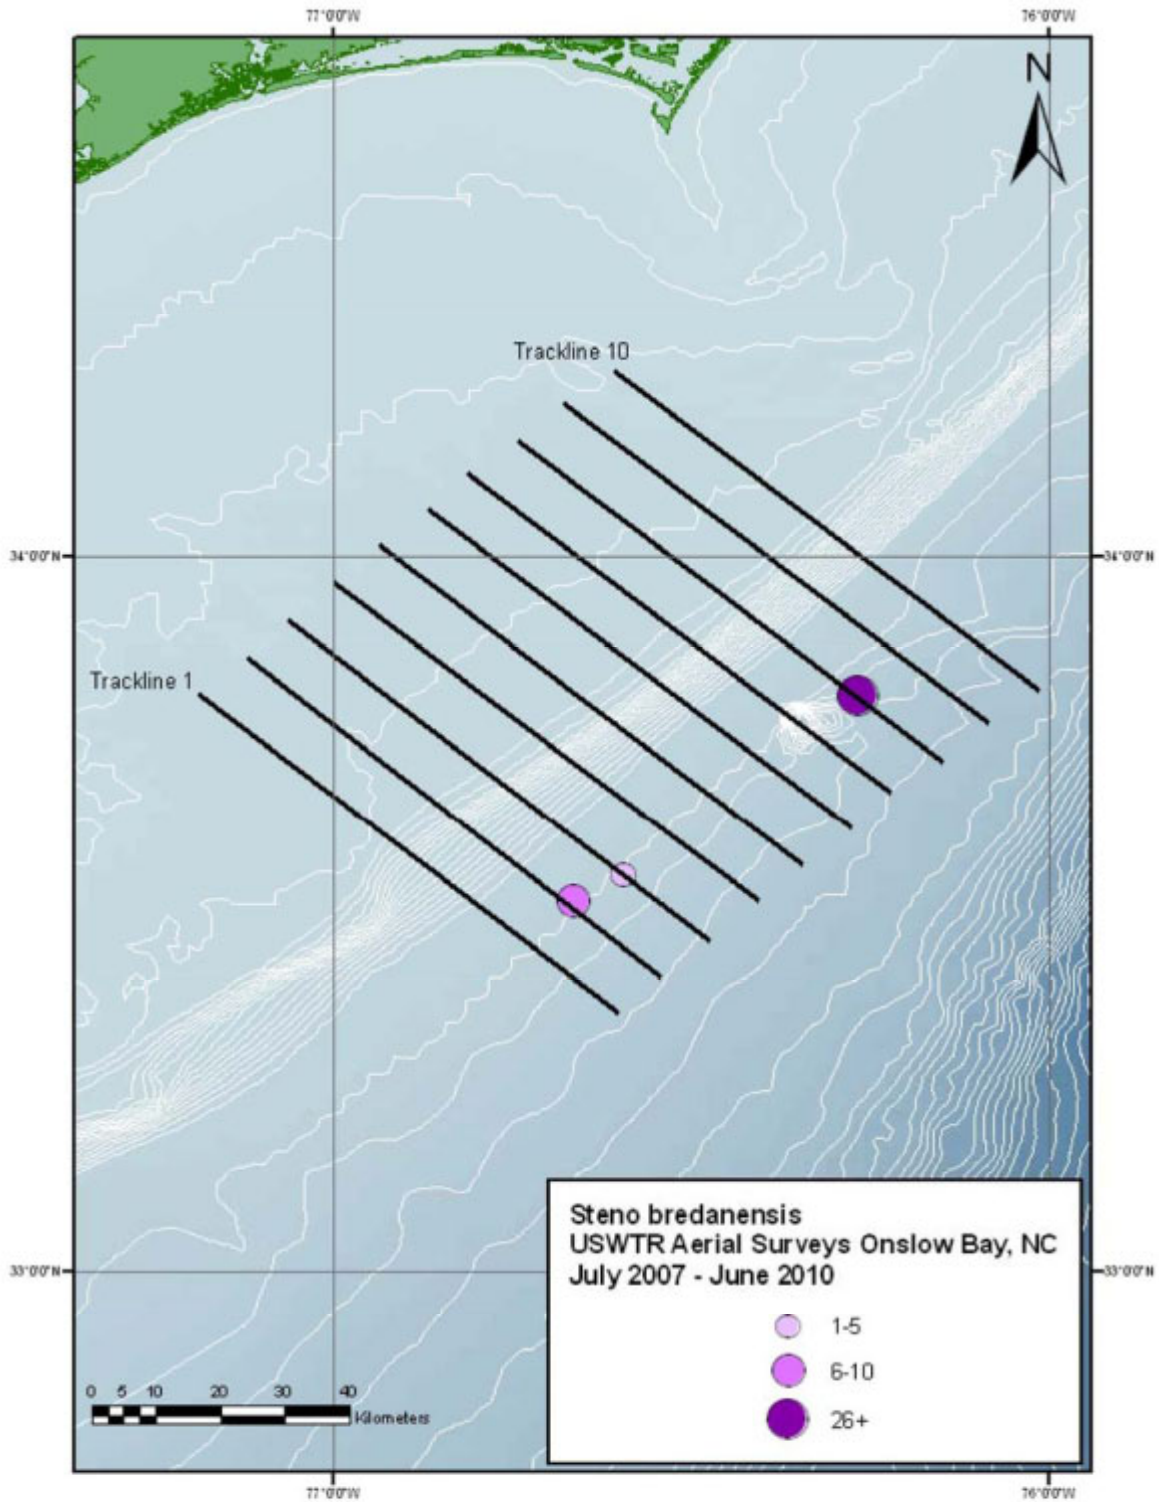 77°0'0"W 76°0'0"W
N
Trackline 10
34°0'0"N 34°0'0"N
Trackline 1
Steno bredanensis
USWTR Aerial Surveys Onslow Bay, NC
July 2007 - June 2010
33°0'0"N 33°0'0"N
1-5
6-10
26+
0 5 10 20 30 40
Kilometers
77°0'0"W 76°0'0"W